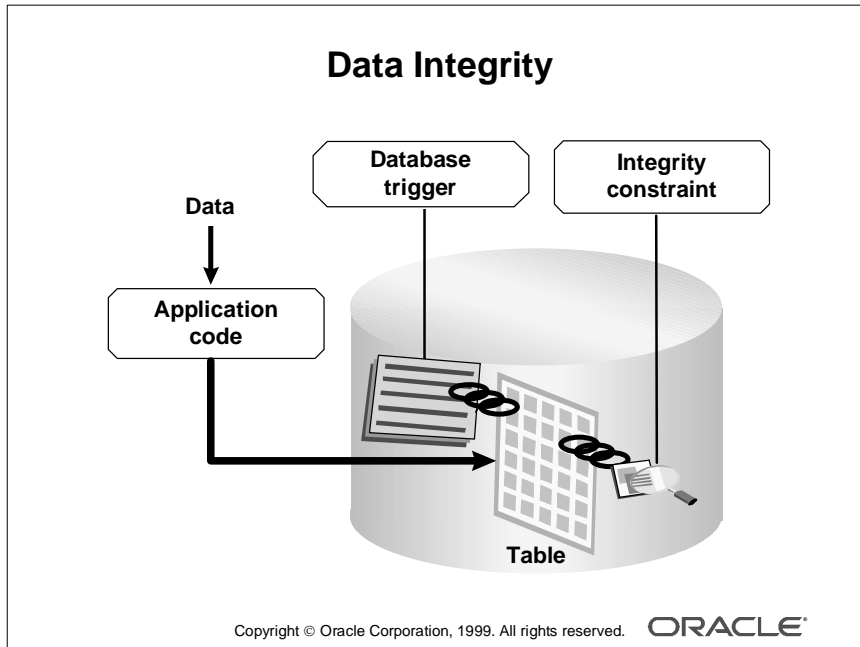 Data Integrity
Database
trigger
Integrity
constraint
Data
Application
code
Table
Copyright © Oracle Corporation, 1999. All rights reserved.
ORACLE®